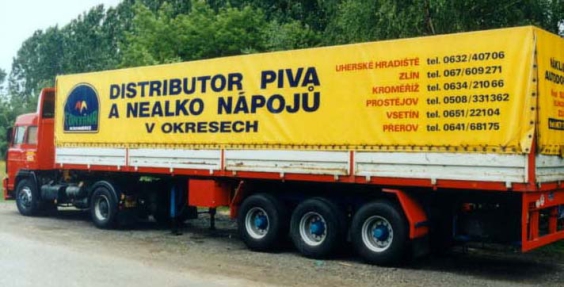 DISTRIBUTOR PIVA
A NEALKO NÁPOJŮ
V OKRESECH
UHERSKÉ HRADIŠTĚ tel. 0632/40706
ZLÍN tel. 067/609271
KROMĚŘÍŽ tel. 0634/21066
PROSTĚJOV tel. 0508/331362
VSETÍN tel. 0651/22104
PŘEROV tel. 0641/68175